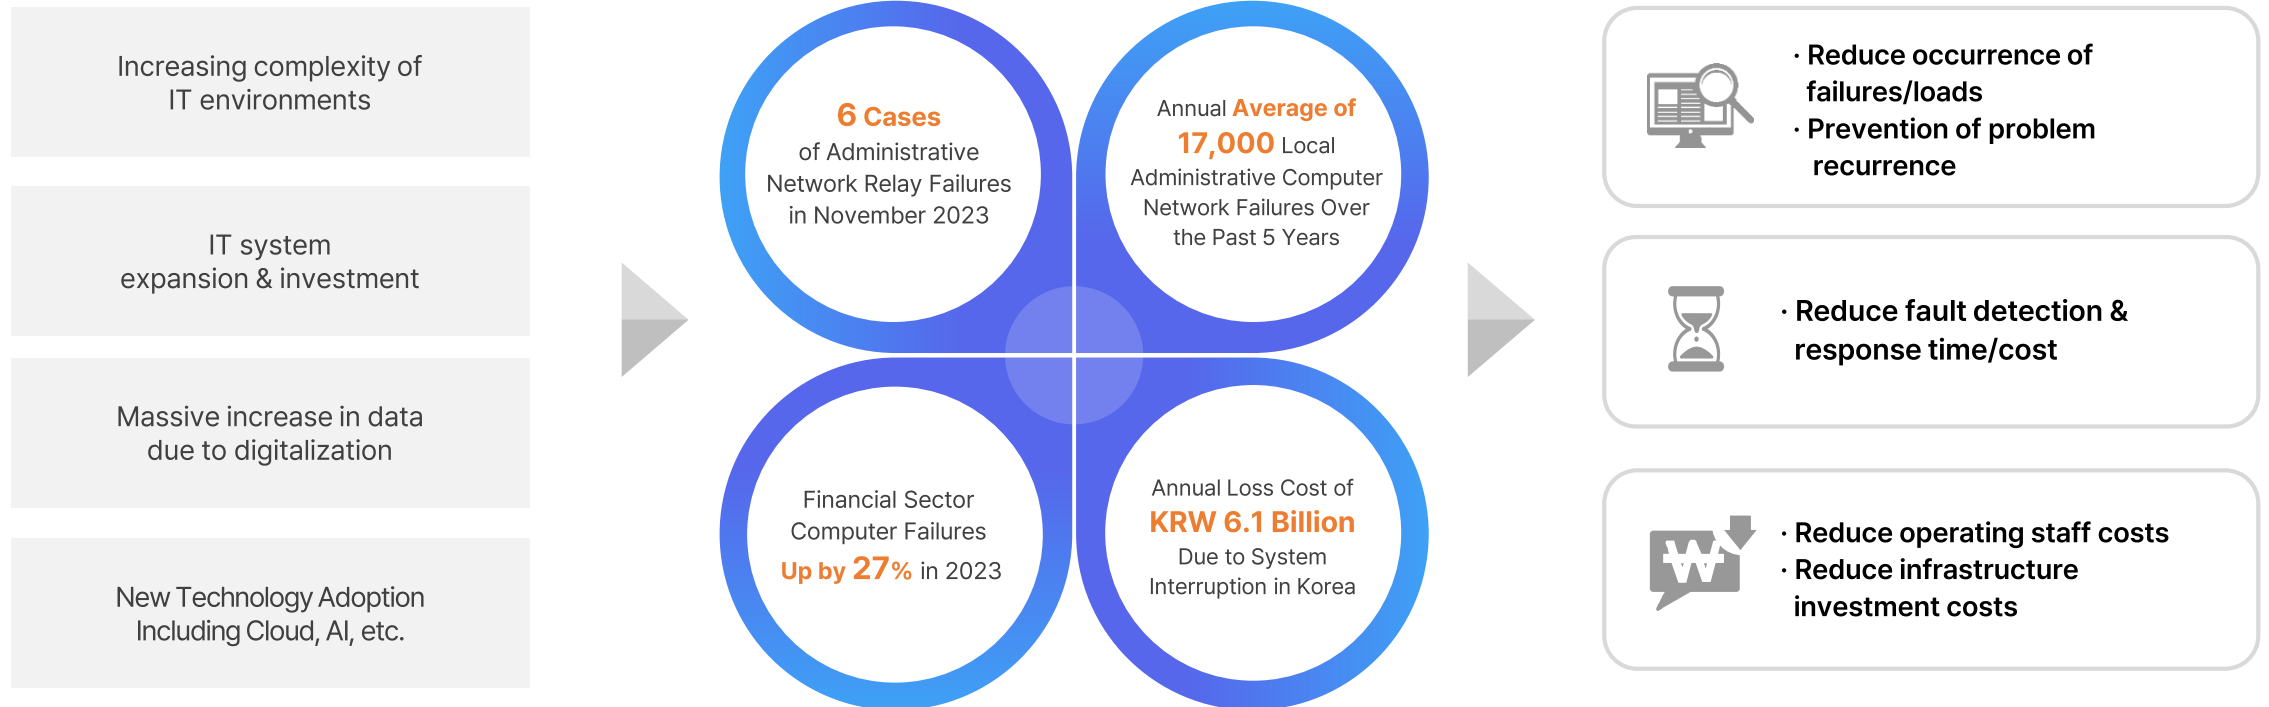 Increasing complexity of
IT environments
IT system
expansion & investment
Massive increase in data
due to digitalization
New Technology Adoption
Including Cloud, AI, etc.
6 Cases
of Administrative
Network Relay Failures
in November 2023
Annual Average of
17,000 Local
Administrative Computer
Network Failures Over
the Past 5 Years
Financial Sector
Computer Failures
Up by 27% in 2023
Annual Loss Cost of
KRW 6.1 Billion
Due to System
Interruption in Korea
· Reduce occurrence of
failures/loads
· Prevention of problem
recurrence
· Reduce fault detection &
response time/cost
₩
· Reduce operating staff costs
· Reduce infrastructure
investment costs